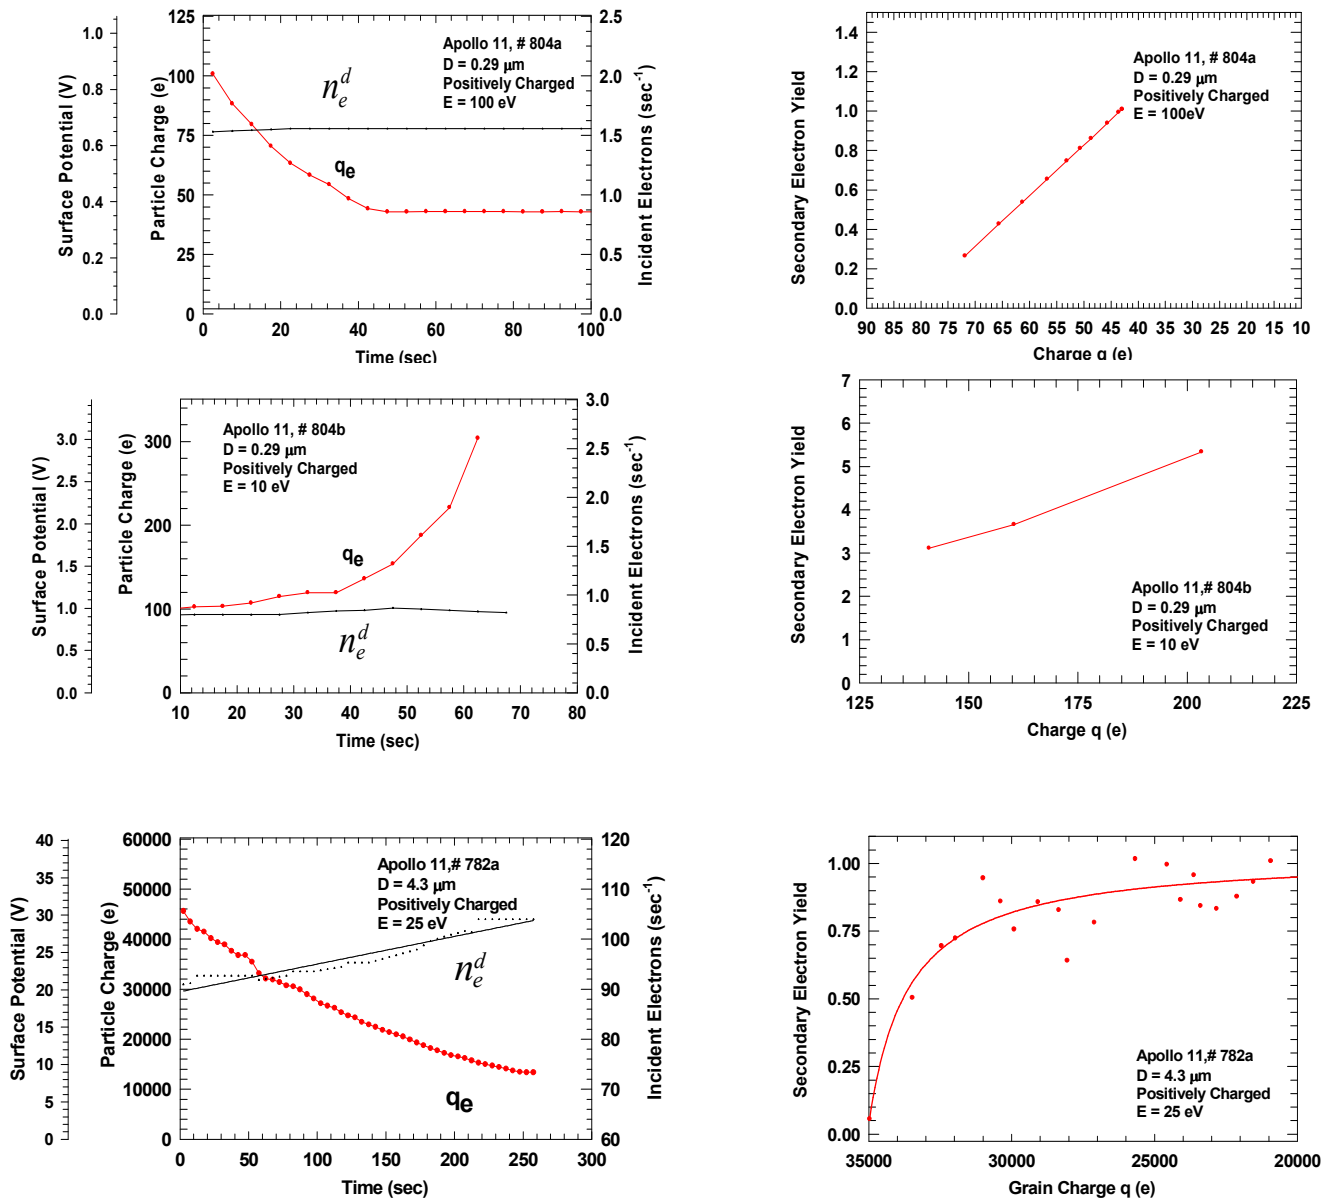 Surface Potential (V)
1.0
0.8
0.6
0.4
0.2
0.0
Particle Charge (e)
125
100
75
50
25
0
Apollo 11, # 804a
D = 0.29 μm
Positively Charged
E = 100 eV
n_e^d
q_e
2.5
2.0
1.5
1.0
0.5
0.0
Incident Electrons (sec⁻¹)
0 20 40 60 80 100
Time (sec)
Secondary Electron Yield
1.4
1.2
1.0
0.8
0.6
0.4
0.2
0.0
Apollo 11, # 804a
D = 0.29 μm
Positively Charged
E = 100eV
90 85 80 75 70 65 60 55 50 45 40 35 30 25 20 15 10
Charge q (e)
Surface Potential (V)
3.0
2.5
2.0
1.5
1.0
0.5
0.0
Particle Charge (e)
300
200
100
0
Apollo 11, # 804b
D = 0.29 μm
Positively Charged
E = 10 eV
q_e
n_e^d
3.0
2.5
2.0
1.5
1.0
0.5
0.0
Incident Electrons (sec⁻¹)
10 20 30 40 50 60 70 80
Time (sec)
Secondary Electron Yield
7
6
5
4
3
2
1
0
Apollo 11,# 804b
D = 0.29 μm
Positively Charged
E = 10 eV
125 150 175 200 225
Charge q (e)
Surface Potential (V)
40
35
30
25
20
15
10
5
0
Particle Charge (e)
60000
50000
40000
30000
20000
10000
0
Apollo 11,# 782a
D = 4.3 μm
Positively Charged
E = 25 eV
n_e^d
q_e
120
110
100
90
80
70
60
Incident Electrons (sec⁻¹)
0 50 100 150 200 250 300
Time (sec)
Secondary Electron Yield
1.00
0.75
0.50
0.25
0.00
Apollo 11,# 782a
D = 4.3 μm
Positively Charged
E = 25 eV
35000 30000 25000 20000
Grain Charge q (e)